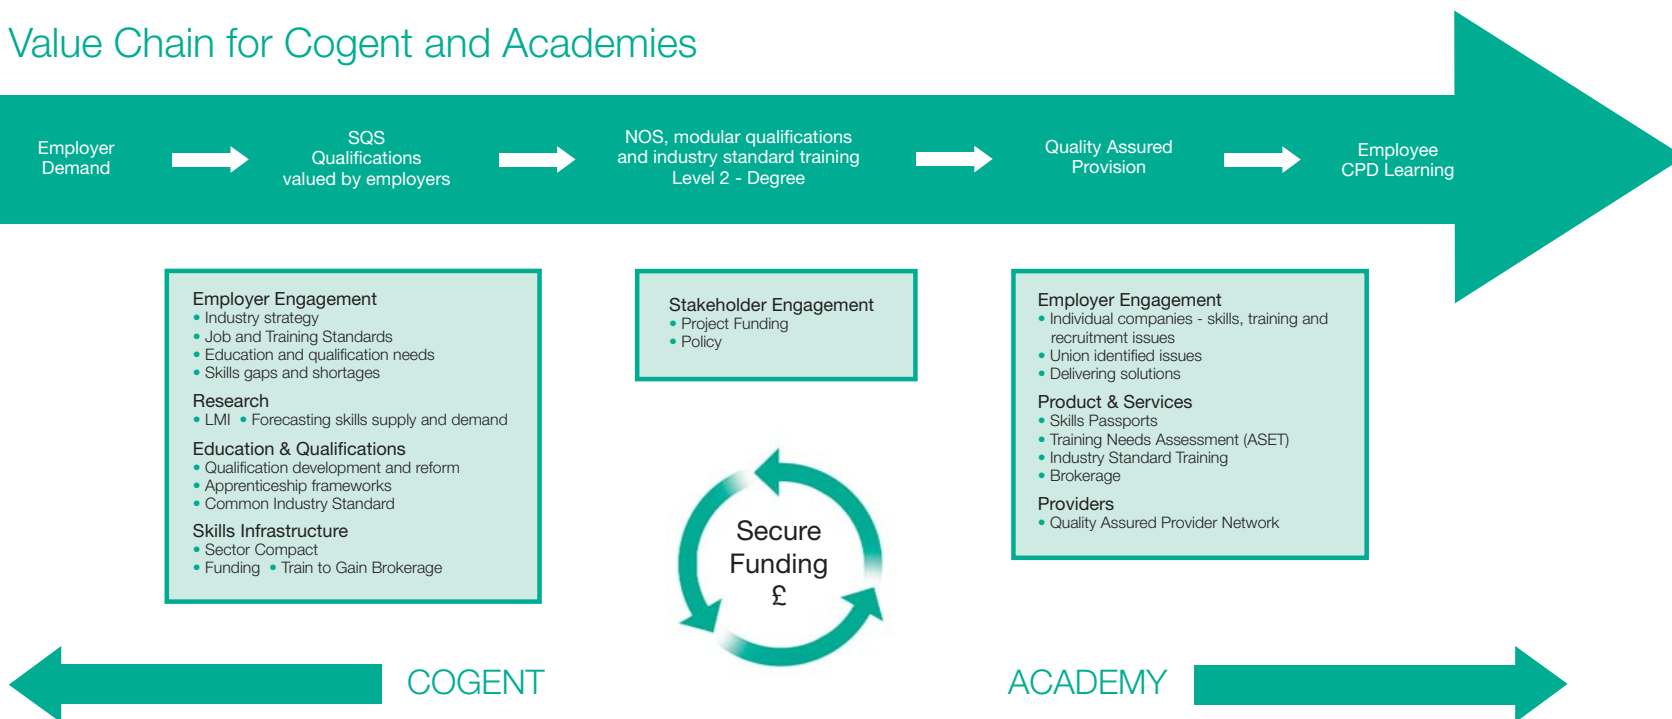 Value Chain for Cogent and Academies
Employer
Demand
SQS
Qualifications
valued by employers
NOS, modular qualifications
and industry standard training
Level 2 - Degree
Quality Assured
Provision
Employee
CPD Learning
Employer Engagement
• Industry strategy
• Job and Training Standards
• Education and qualification needs
• Skills gaps and shortages
Research
• LMI • Forecasting skills supply and demand
Education & Qualifications
• Qualification development and reform
• Apprenticeship frameworks
• Common Industry Standard
Skills Infrastructure
• Sector Compact
• Funding • Train to Gain Brokerage
Stakeholder Engagement
• Project Funding
• Policy
Secure
Funding
£
Employer Engagement
• Individual companies - skills, training and
recruitment issues
• Union identified issues
• Delivering solutions
Product & Services
• Skills Passports
• Training Needs Assessment (ASET)
• Industry Standard Training
• Brokerage
Providers
• Quality Assured Provider Network
COGENT
ACADEMY